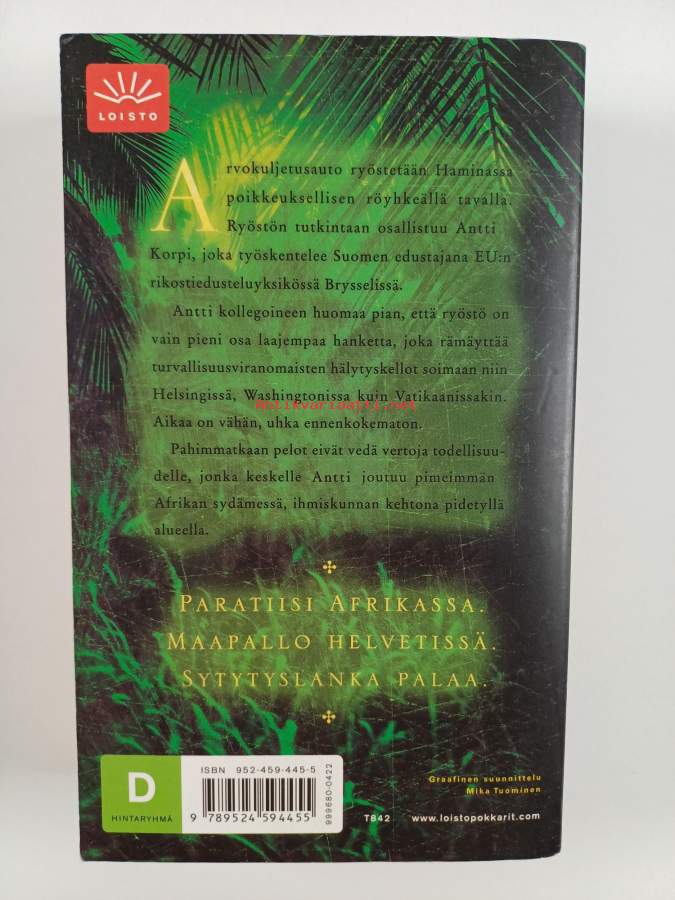 LOISTO
Arvokuljetusauto ryöstetään Haminassa
poikkeuksellisen röyhkeällä tavalla.
Ryöstön tutkintaan osallistuu Antti
Korpi, joka työskentelee Suomen edustajana EU:n
rikostiedusteluyksikössä Brysselissä.
Antti kollegoineen huomaa pian, että ryöstö on
vain pieni osa laajempaa hanketta, joka rämäyttää
turvallisuusviranomaisten hälytyskellot soimaan niin
Helsingissä, Washingtonissa kuin Vatikaanissakin.
Antikvariaatti.net
Aikaa on vähän, uhka ennenkokematon.
Pahimmatkaan pelot eivät vedä vertoja todellisuu-
delle, jonka keskelle Antti joutuu pimeimmän
Afrikan sydämessä, ihmiskunnan kehtona pidetyllä
alueella.
PARATIISI AFRIKASSA.
MAAPALLO HELVETISSÄ.
SYTYTYSLANKA PALAA.
D
HINTARYHMÄ
ISBN 952-459-445-5
9 789524 594455
999680-0422
Graafinen suunnittelu
Mika Tuominen
T842
www.loistopokkarit.com